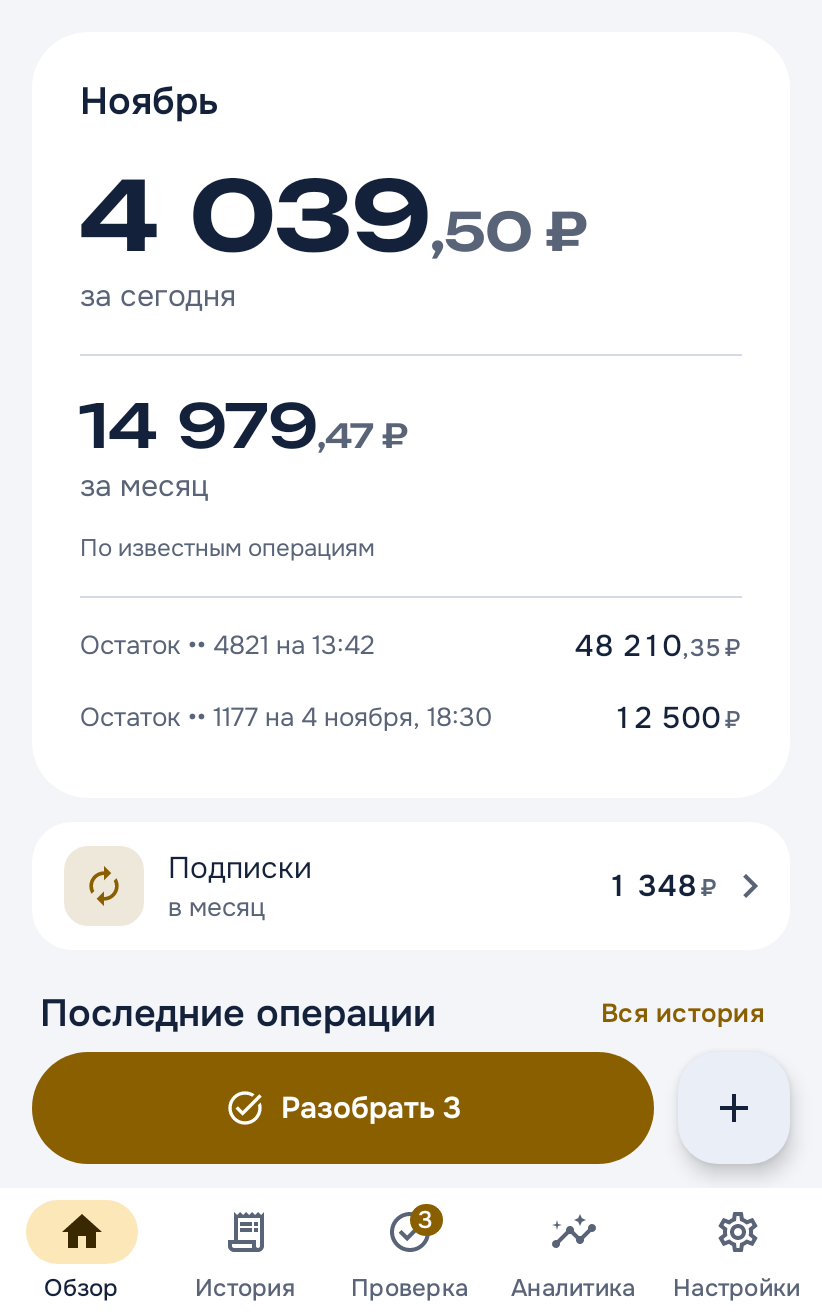 Ноябрь
4 039,50 ₽
за сегодня
14 979,47 ₽
за месяц
По известным операциям
Остаток •• 4821 на 13:42 48 210,35 ₽
Остаток •• 1177 на 4 ноября, 18:30 12 500 ₽
Подписки
в месяц
1 348 ₽
Последние операции Вся история
Разобрать 3
3
Обзор История Проверка Аналитика Настройки